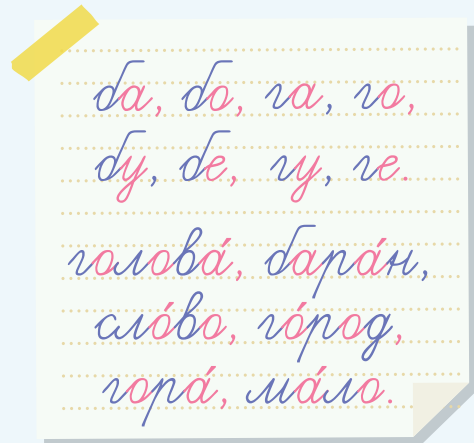 ба, бо, га, го,
бу, бе, гу, ге.
голова́, бара́н,
сло́во, го́род,
гора́, ма́ло.